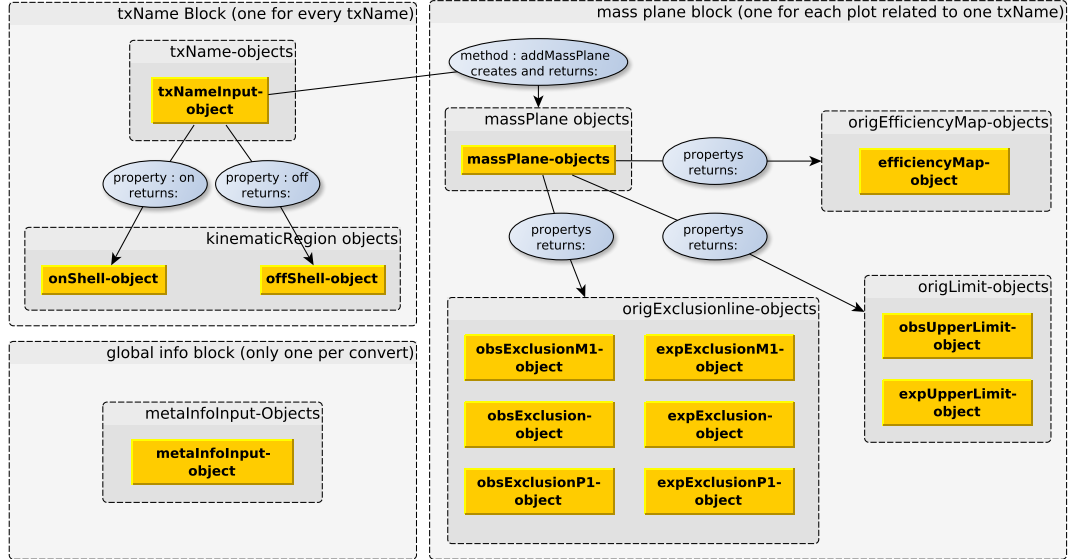 txName Block (one for every txName)
txName-objects
txNameInput-
object
property : on
returns:
property : off
returns:
kinematicRegion objects
onShell-object
offShell-object
global info block (only one per convert)
metaInfoInput-Objects
metaInfoInput-
object
mass plane block (one for each plot related to one txName)
method : addMassPlane
creates and returns:
massPlane objects
massPlane-objects
propertys
returns:
origEfficiencyMap-objects
efficiencyMap-
object
propertys
returns:
propertys
returns:
origExclusionline-objects
obsExclusionM1-
object
expExclusionM1-
object
obsExclusion-
object
expExclusion-
object
obsExclusionP1-
object
expExclusionP1-
object
origLimit-objects
obsUpperLimit-
object
expUpperLimit-
object